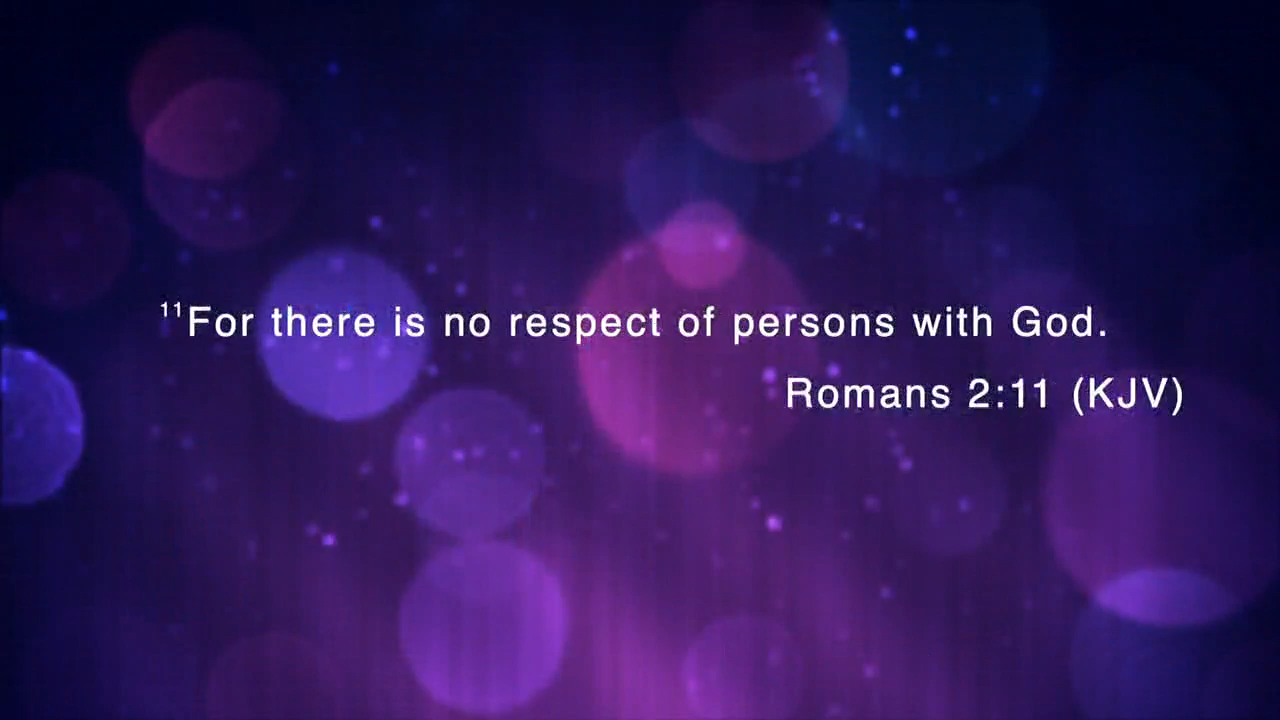 ¹¹For there is no respect of persons with God.
Romans 2:11 (KJV)